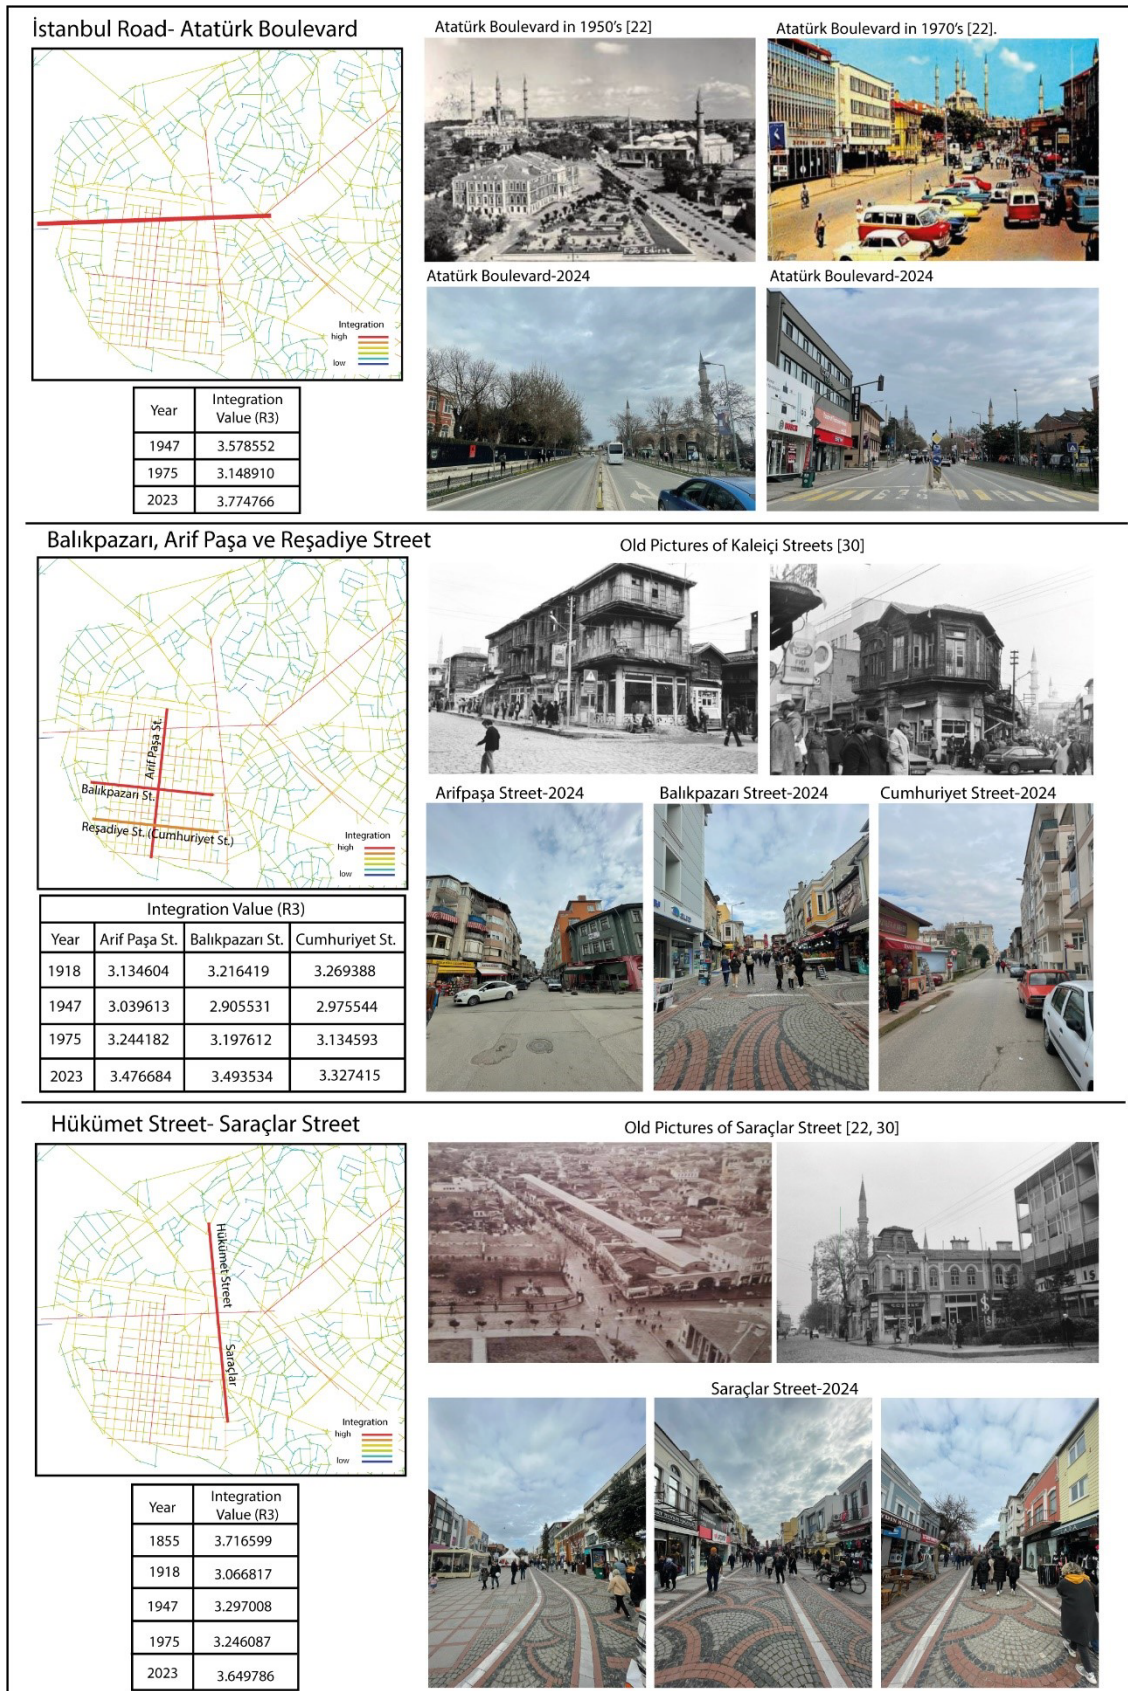 İstanbul Road- Atatürk Boulevard
Integration
high
low
Year Integration Value (R3)
1947 3.578552
1975 3.148910
2023 3.774766
Atatürk Boulevard in 1950's [22]
Atatürk Boulevard in 1970's [22].
Atatürk Boulevard-2024
Atatürk Boulevard-2024
Balıkpazarı, Arif Paşa ve Reşadiye Street
Arif Paşa St.
Balıkpazarı St.
Reşadiye St. (Cumhuriyet St.)
Integration
high
low
Integration Value (R3)
Year Arif Paşa St. Balıkpazarı St. Cumhuriyet St.
1918 3.134604 3.216419 3.269388
1947 3.039613 2.905531 2.975544
1975 3.244182 3.197612 3.134593
2023 3.476684 3.493534 3.327415
Old Pictures of Kaleiçi Streets [30]
Arifpaşa Street-2024
Balıkpazarı Street-2024
Cumhuriyet Street-2024
Hükümet Street- Saraçlar Street
Hükümet Street
Saraçlar
Integration
high
low
Year Integration Value (R3)
1855 3.716599
1918 3.066817
1947 3.297008
1975 3.246087
2023 3.649786
Old Pictures of Saraçlar Street [22, 30]
Saraçlar Street-2024